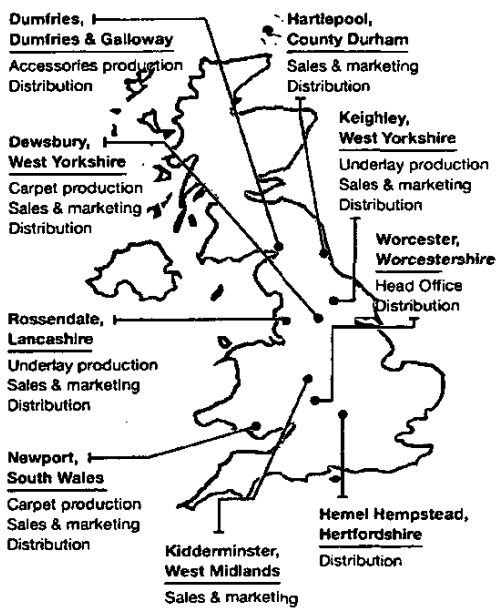 Dumfries,
Dumfries & Galloway
Accessories production
Distribution
Hartlepool,
County Durham
Sales & marketing
Distribution
Dewsbury,
West Yorkshire
Carpet production
Sales & marketing
Distribution
Keighley,
West Yorkshire
Underlay production
Sales & marketing
Distribution
Worcester,
Worcestershire
Head Office
Distribution
Rossendale,
Lancashire
Underlay production
Sales & marketing
Distribution
Newport,
South Wales
Carpet production
Sales & marketing
Distribution
Kidderminster,
West Midlands
Sales & marketing
Hemel Hempstead,
Hertfordshire
Distribution